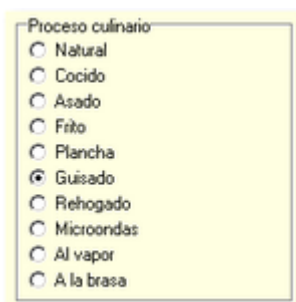 Proceso culinario
Natural
Cocido
Asado
Frito
Plancha
Guisado
Rehogado
Microondas
Al vapor
A la brasa